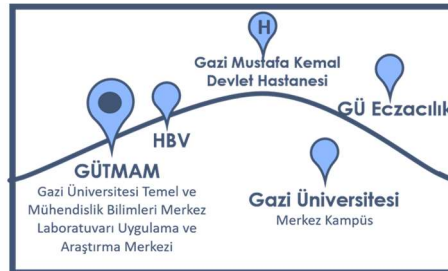 H
Gazi Mustafa Kemal
Devlet Hastanesi
GÜ Eczacılık
HBV
GÜTMAM
Gazi Üniversitesi Temel ve
Mühendislik Bilimleri Merkez
Laboratuvarı Uygulama ve
Araştırma Merkezi
Gazi Üniversitesi
Merkez Kampüs